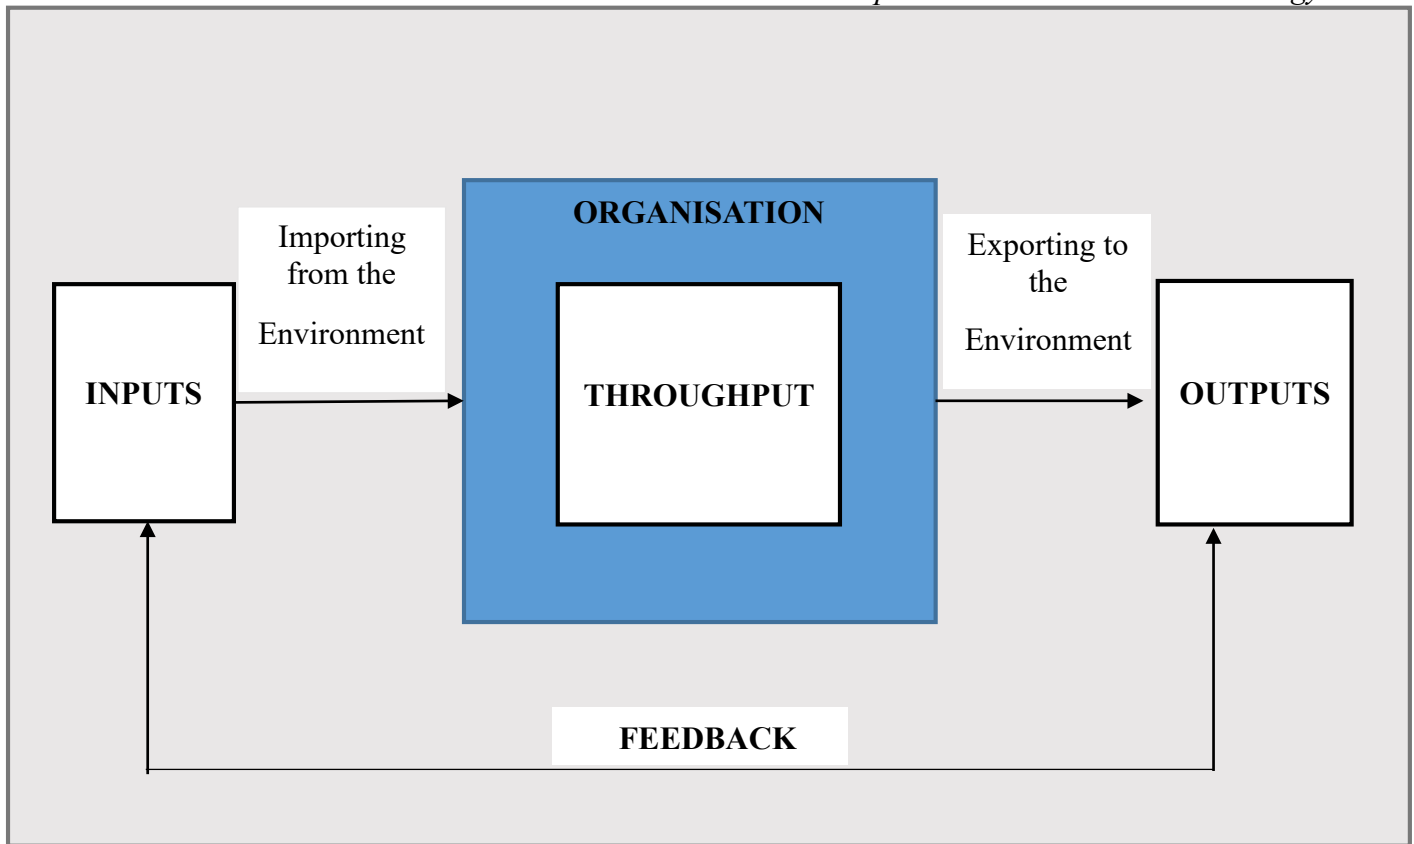 ORGANISATION
Importing
from the
Environment
Exporting to
the
Environment
INPUTS
THROUGHPUT
OUTPUTS
FEEDBACK